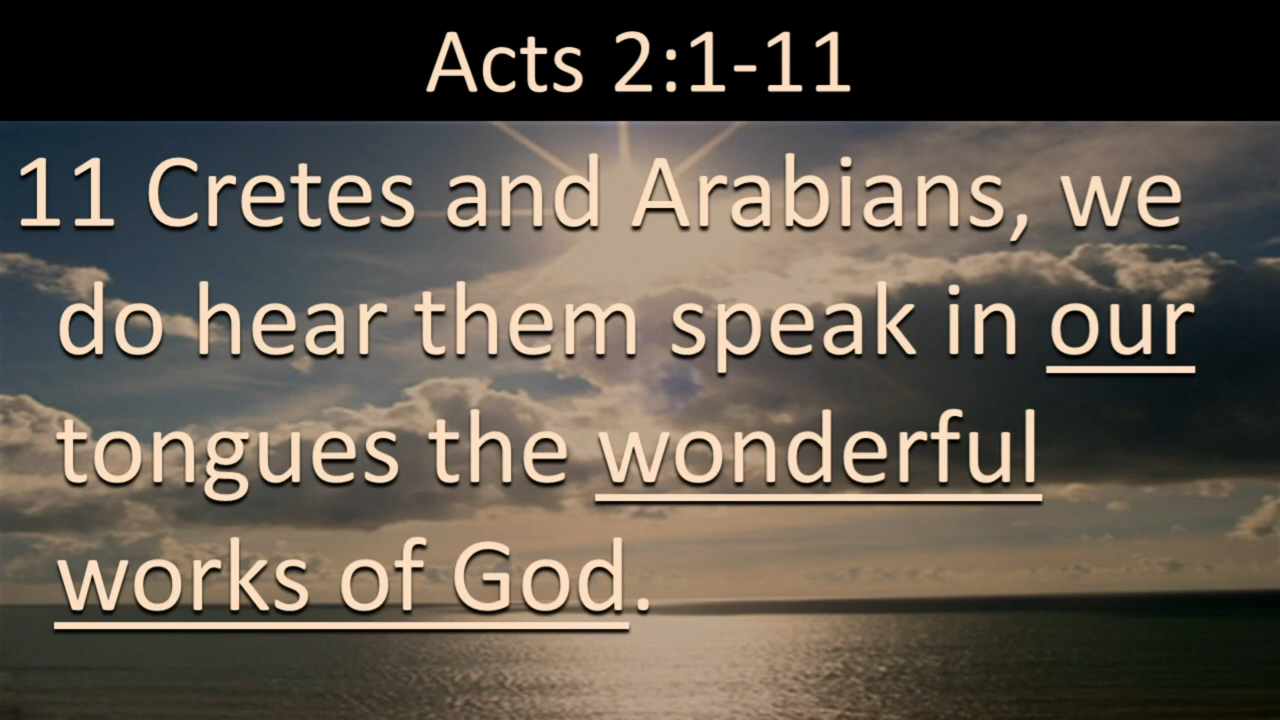 Acts 2:1-11
11 Cretes and Arabians, we
do hear them speak in our
tongues the wonderful
works of God.